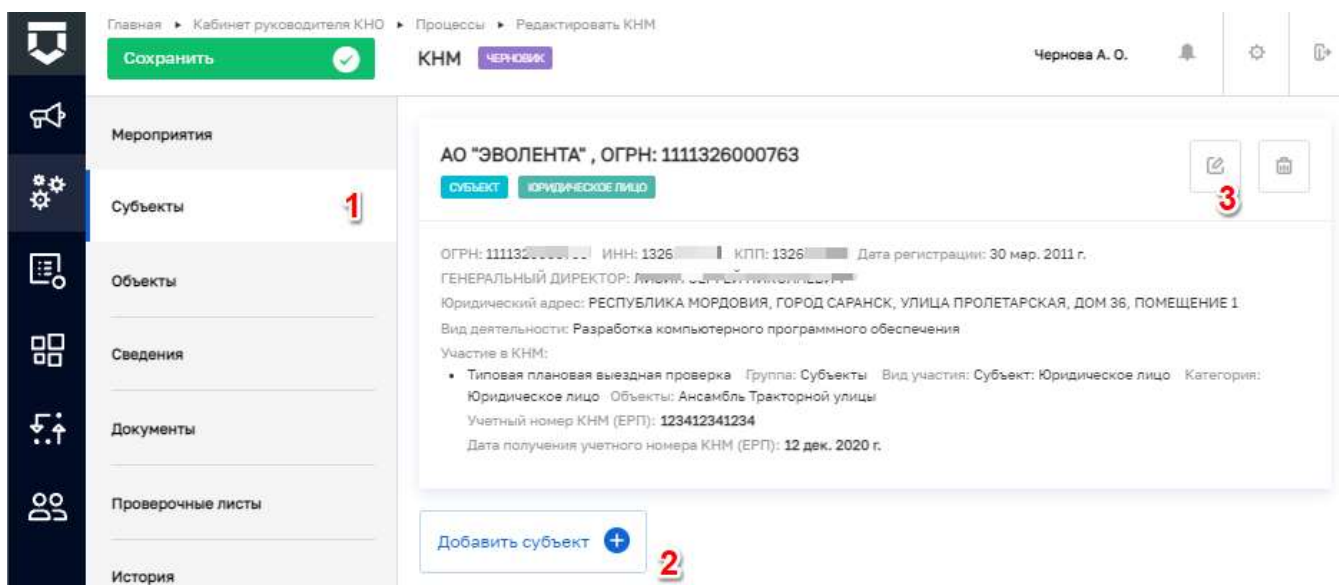 Главная ▸ Кабинет руководителя КНО ▸ Процессы ▸ Редактировать КНМ
Сохранить
КНМ ЧЕРНОВИК
Чернова А. О.
Мероприятия
Субъекты 1
Объекты
Сведения
Документы
Проверочные листы
История
АО "ЭВОЛЕНТА" , ОГРН: 1111326000763
СУБЪЕКТ ЮРИДИЧЕСКОЕ ЛИЦО
3
ОГРН: 11113 ИНН: 1326 КПП: 1326 Дата регистрации: 30 мар. 2011 г.
ГЕНЕРАЛЬНЫЙ ДИРЕКТОР:
Юридический адрес: РЕСПУБЛИКА МОРДОВИЯ, ГОРОД САРАНСК, УЛИЦА ПРОЛЕТАРСКАЯ, ДОМ 36, ПОМЕЩЕНИЕ 1
Вид деятельности: Разработка компьютерного программного обеспечения
Участие в КНМ:
• Типовая плановая выездная проверка Группа: Субъекты Вид участия: Субъект: Юридическое лицо Категория:
Юридическое лицо Объекты: Ансамбль Тракторной улицы
Учетный номер КНМ (ЕРП): 123412341234
Дата получения учетного номера КНМ (ЕРП): 12 дек. 2020 г.
Добавить субъект
2